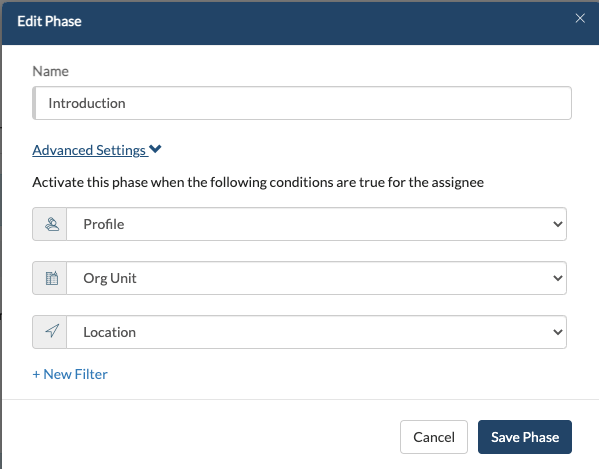 Edit Phase
Name
Introduction
Advanced Settings
Activate this phase when the following conditions are true for the assignee
Profile
Org Unit
Location
+ New Filter
Cancel
Save Phase